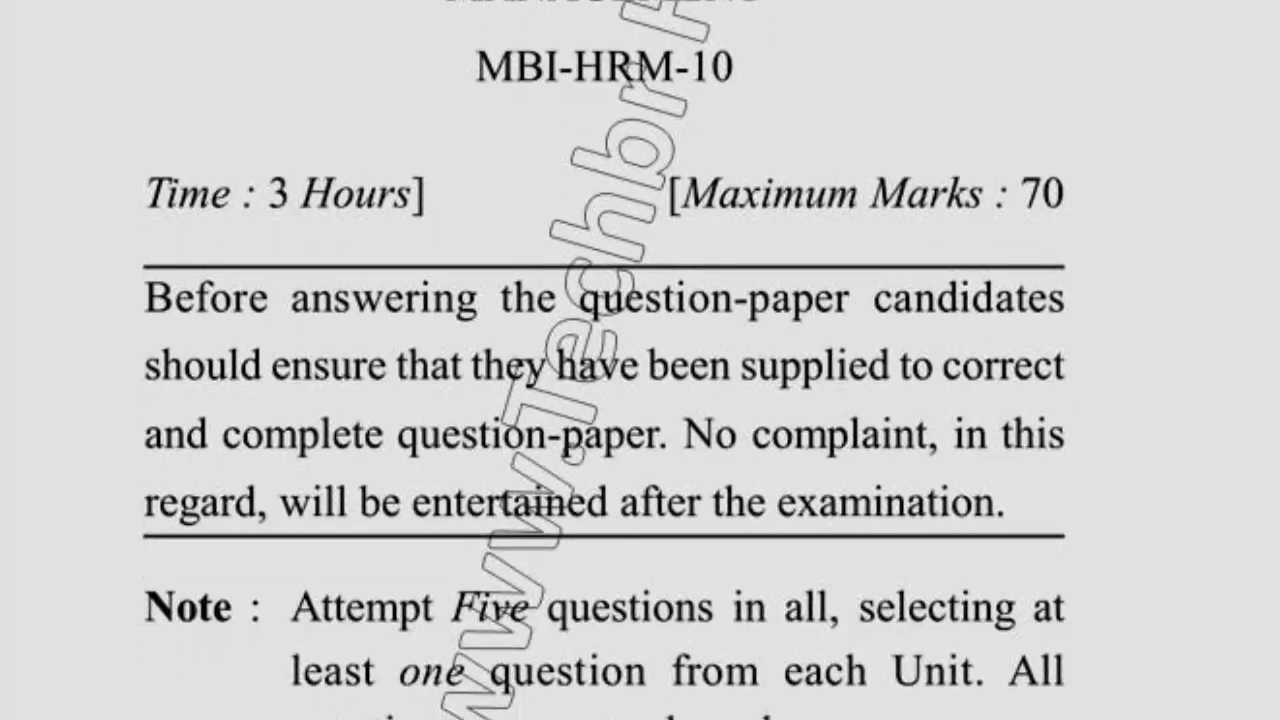 MBI-HRM-10
Time : 3 Hours] [Maximum Marks : 70
Before answering the question-paper candidates
should ensure that they have been supplied to correct
and complete question-paper. No complaint, in this
regard, will be entertained after the examination.
Note : Attempt Five questions in all, selecting at
least one question from each Unit. All
www.Techbr